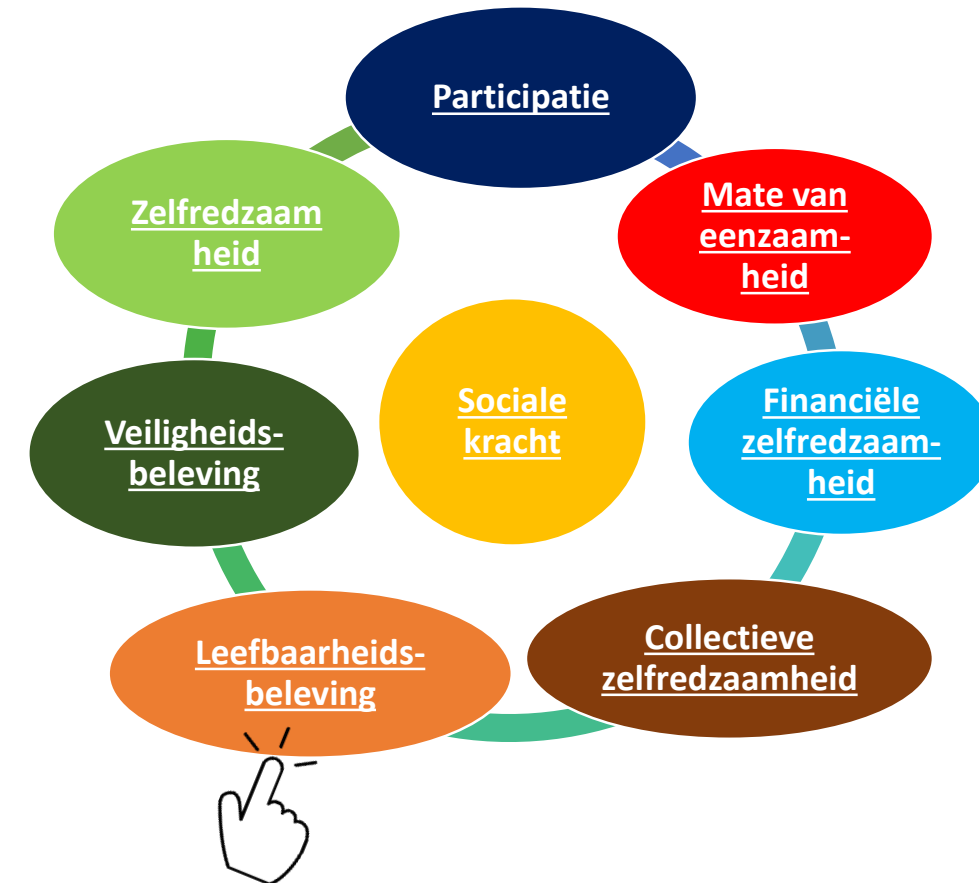 Participatie
Zelfredzaam
heid
Mate van
eenzaam-
heid
Sociale
kracht
Veiligheids-
beleving
Financiële
zelfredzaam-
heid
Leefbaarheids-
beleving
Collectieve
zelfredzaamheid